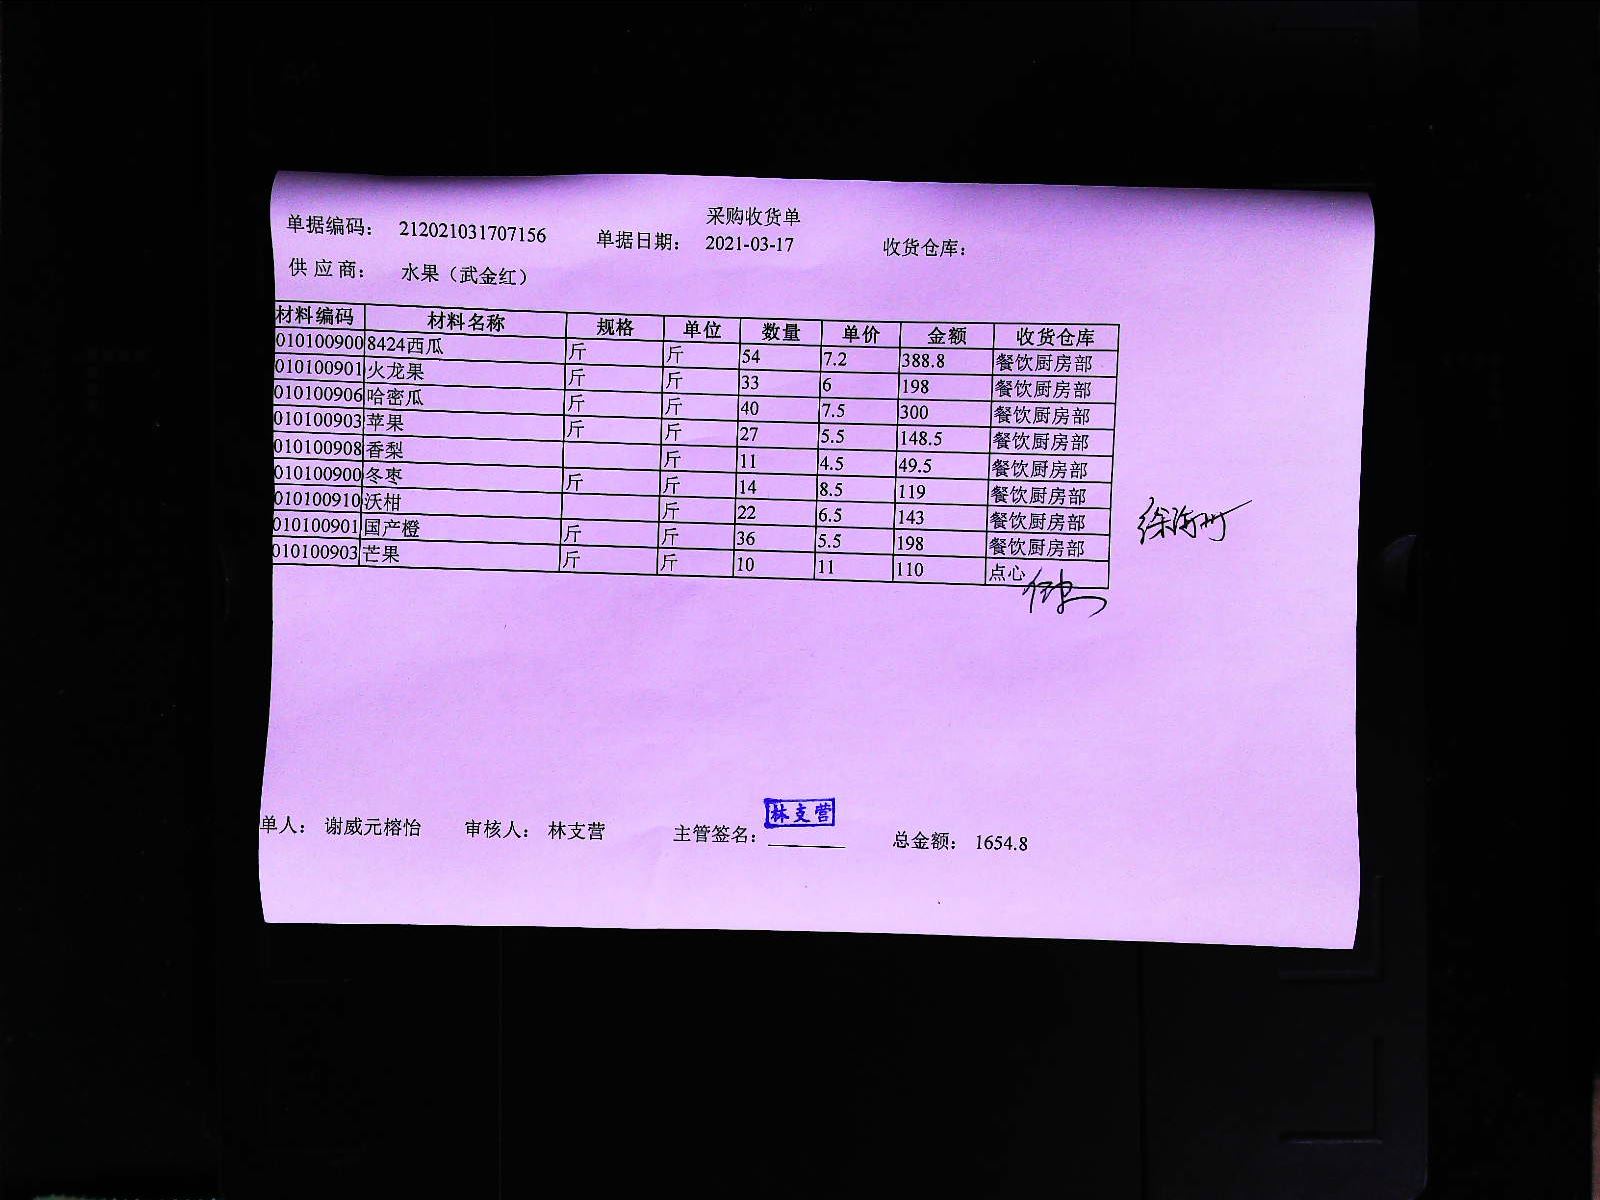 采购收货单
单据编码： 212021031707156 单据日期： 2021-03-17 收货仓库：
供应商： 水果（武金红）
材料编码 材料名称 规格 单位 数量 单价 金额 收货仓库
010100900 8424西瓜 斤 斤 54 7.2 388.8 餐饮厨房部
010100901 火龙果 斤 斤 33 6 198 餐饮厨房部
010100906 哈密瓜 斤 斤 40 7.5 300 餐饮厨房部
010100903 苹果 斤 斤 27 5.5 148.5 餐饮厨房部
010100908 香梨 斤 11 4.5 49.5 餐饮厨房部
010100900 冬枣 斤 斤 14 8.5 119 餐饮厨房部
010100910 沃柑 斤 22 6.5 143 餐饮厨房部
010100901 国产橙 斤 斤 36 5.5 198 餐饮厨房部
010100903 芒果 斤 斤 10 11 110 点心
林支营
单人： 谢威元榕怡 审核人： 林支营 主管签名： 总金额： 1654.8